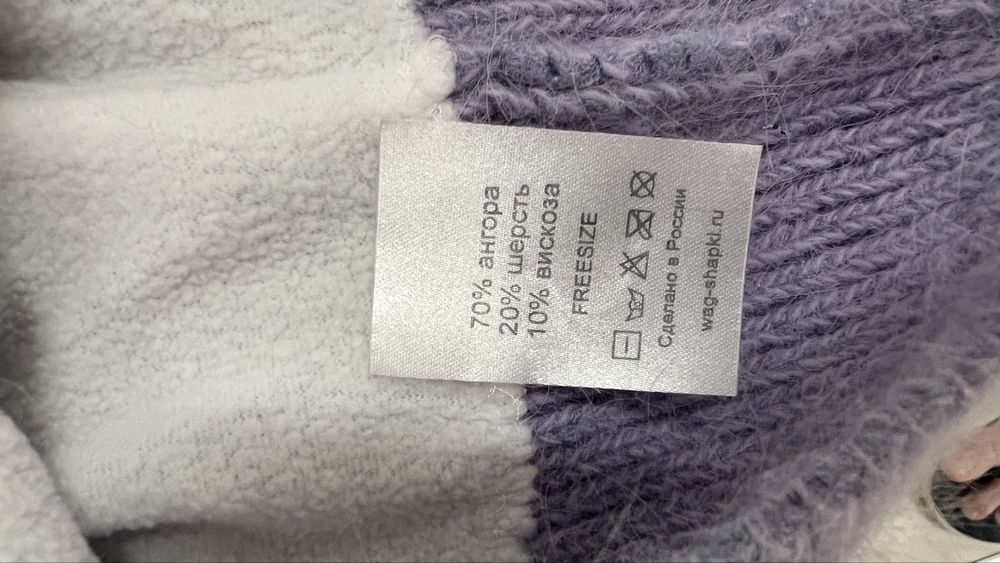 70% ангора
20% шерсть
10% вискоза
FREESIZE
Сделано в России
wag-shapki.ru